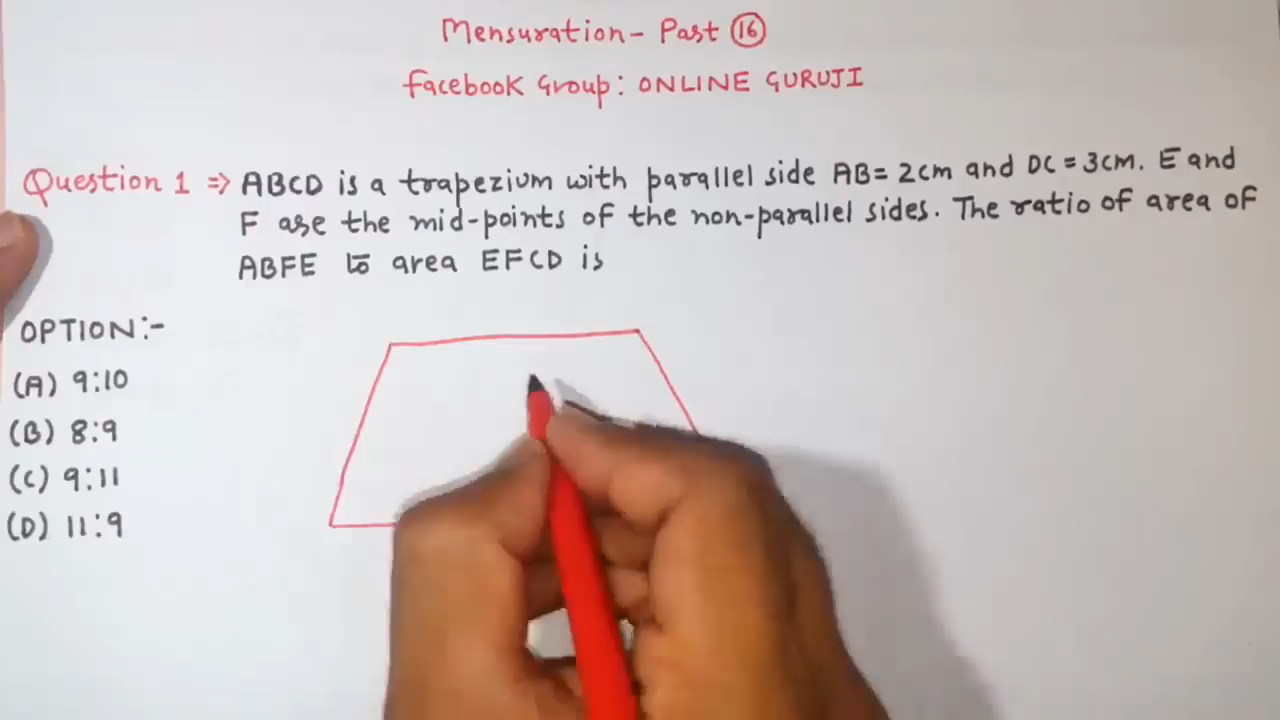 Mensuration- Part 16
Facebook Group: ONLINE GURUJI
Question 1 => ABCD is a trapezium with parallel side AB= 2cm and DC = 3cm. E and
F are the mid-points of the non-parallel sides. The ratio of area of
ABFE to area EFCD is
OPTION:-
(A) 9:10
(B) 8:9
(C) 9:11
(D) 11:9